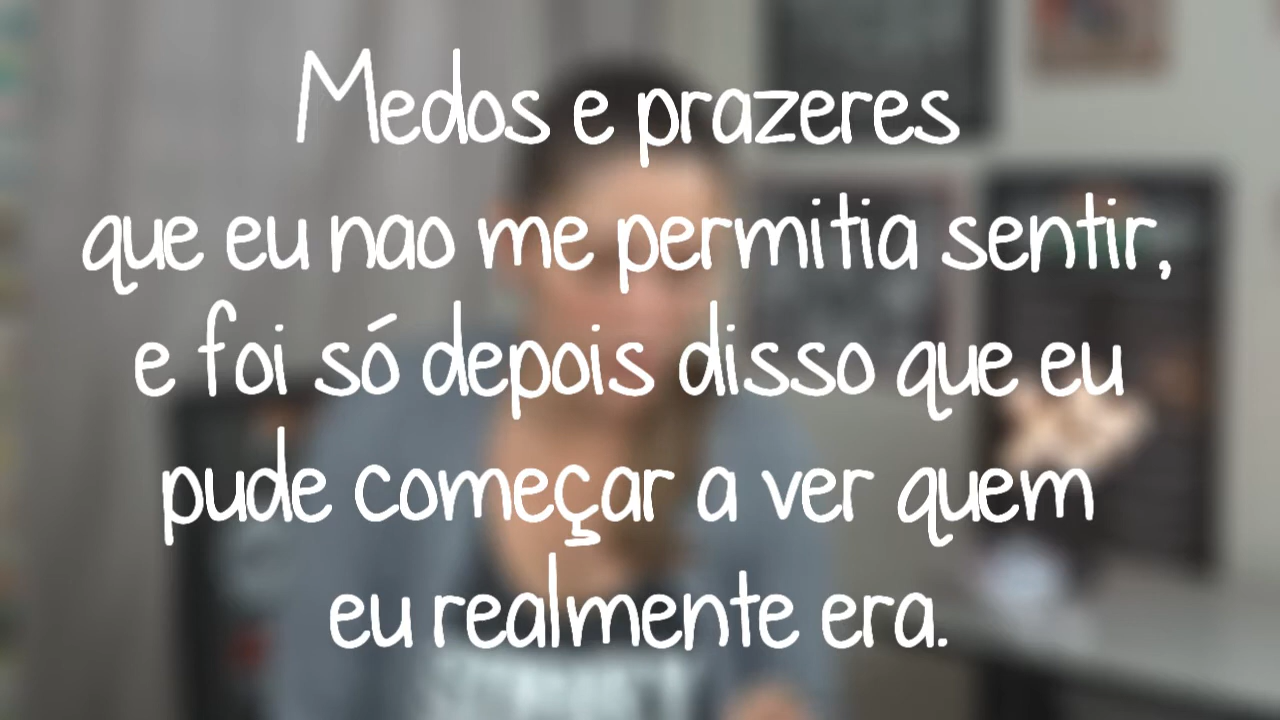 Medos e prazeres
que eu nao me permitia sentir,
e foi só depois disso que eu
pude começar a ver quem
eu realmente era.